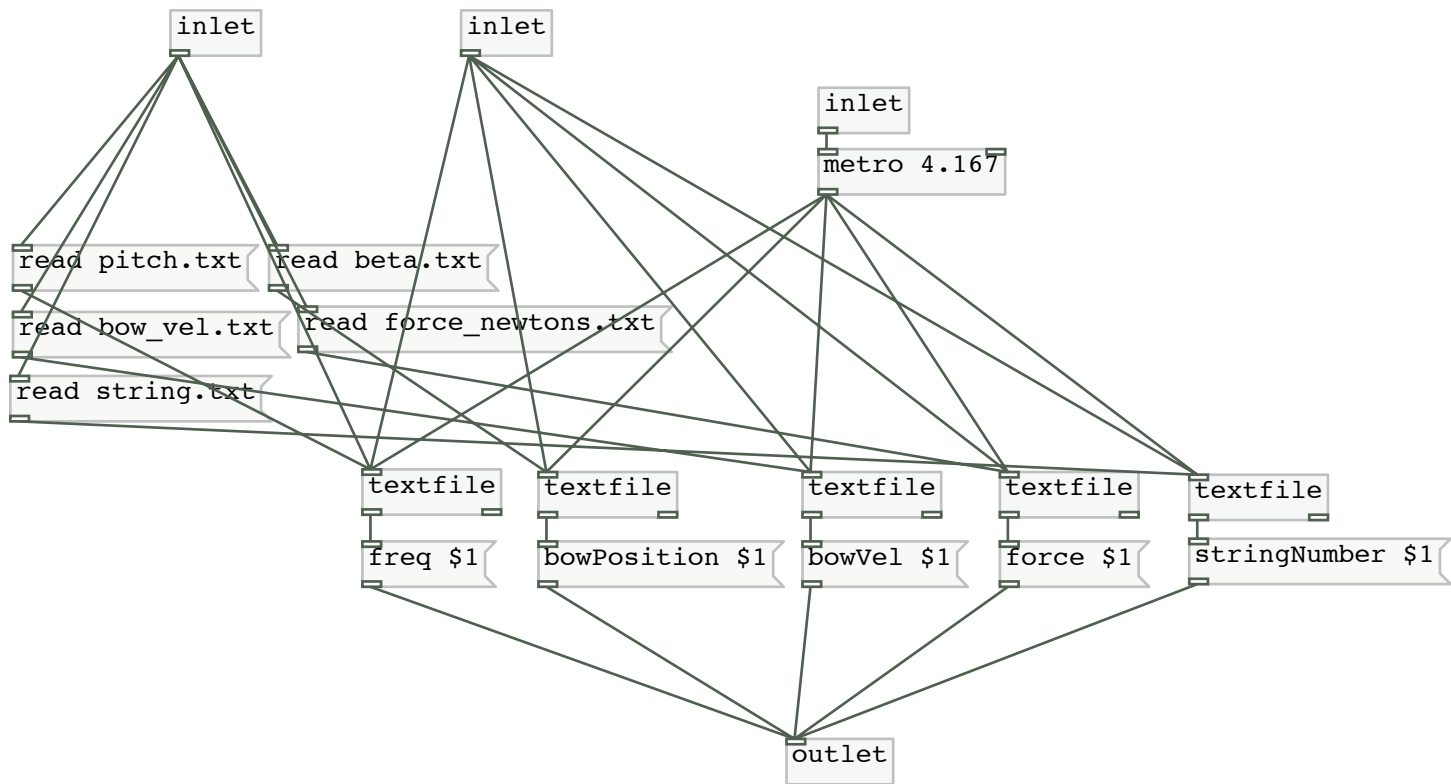 inlet
inlet
inlet
metro 4.167
read pitch.txt
read beta.txt
read bow_vel.txt
read force_newtons.txt
read string.txt
textfile
textfile
textfile
textfile
textfile
freq $1
bowPosition $1
bowVel $1
force $1
stringNumber $1
outlet